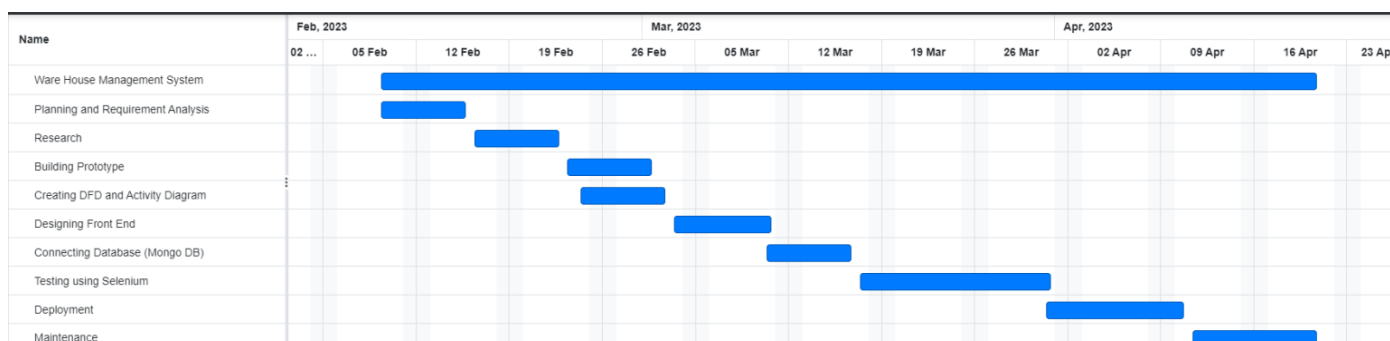 Name
Feb, 2023 Mar, 2023 Apr, 2023
02 ... 05 Feb 12 Feb 19 Feb 26 Feb 05 Mar 12 Mar 19 Mar 26 Mar 02 Apr 09 Apr 16 Apr 23 Ap
Ware House Management System
Planning and Requirement Analysis
Research
Building Prototype
Creating DFD and Activity Diagram
Designing Front End
Connecting Database (Mongo DB)
Testing using Selenium
Deployment
Maintenance